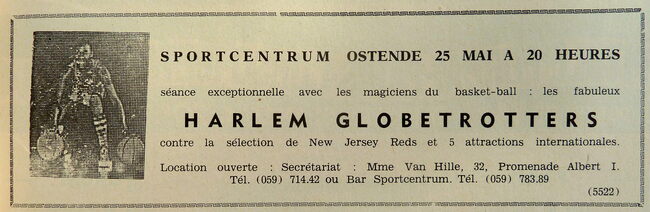 SPORTCENTRUM OSTENDE 25 MAI A 20 HEURES
séance exceptionnelle avec les magiciens du basket-ball : les fabuleux
HARLEM GLOBETROTTERS
contre la sélection de New Jersey Reds et 5 attractions internationales.
Location ouverte : Secrétariat : Mme Van Hille, 32, Promenade Albert I.
Tél. (059) 714.42 ou Bar Sportcentrum. Tél. (059) 783.89
(5522)